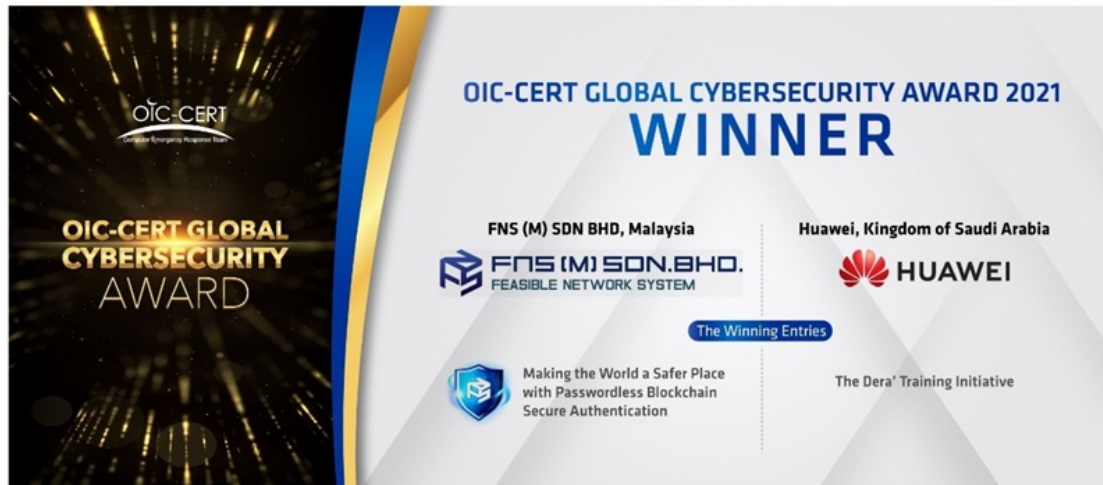 OIC-CERT
Computer Emergency Response Team
OIC-CERT GLOBAL
CYBERSECURITY
AWARD
OIC-CERT GLOBAL CYBERSECURITY AWARD 2021
WINNER
FNS (M) SDN BHD, Malaysia
FNS (M) SDN.BHD.
FEASIBLE NETWORK SYSTEM
Huawei, Kingdom of Saudi Arabia
HUAWEI
The Winning Entries
Making the World a Safer Place
with Passwordless Blockchain
Secure Authentication
The Dera' Training Initiative